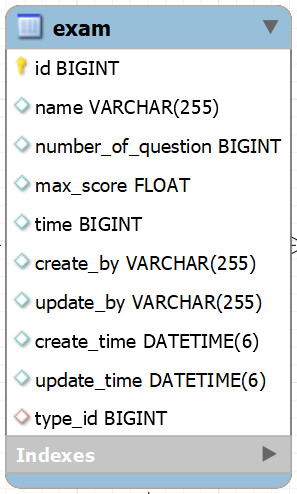 exam
id BIGINT
name VARCHAR(255)
number_of_question BIGINT
max_score FLOAT
time BIGINT
create_by VARCHAR(255)
update_by VARCHAR(255)
create_time DATETIME(6)
update_time DATETIME(6)
type_id BIGINT
Indexes